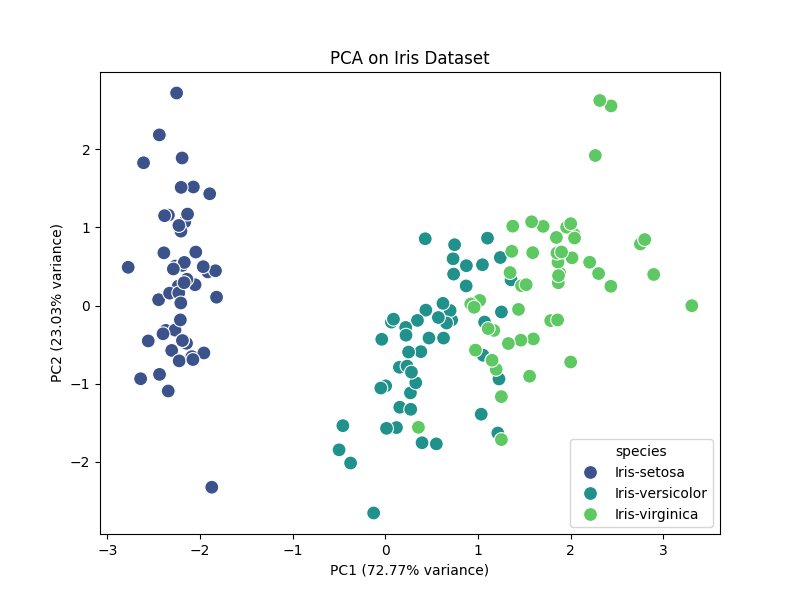 PCA on Iris Dataset
PC2 (23.03% variance)
2
1
0
−1
−2
−3
−2
−1
0
1
2
3
PC1 (72.77% variance)
species
Iris-setosa
Iris-versicolor
Iris-virginica